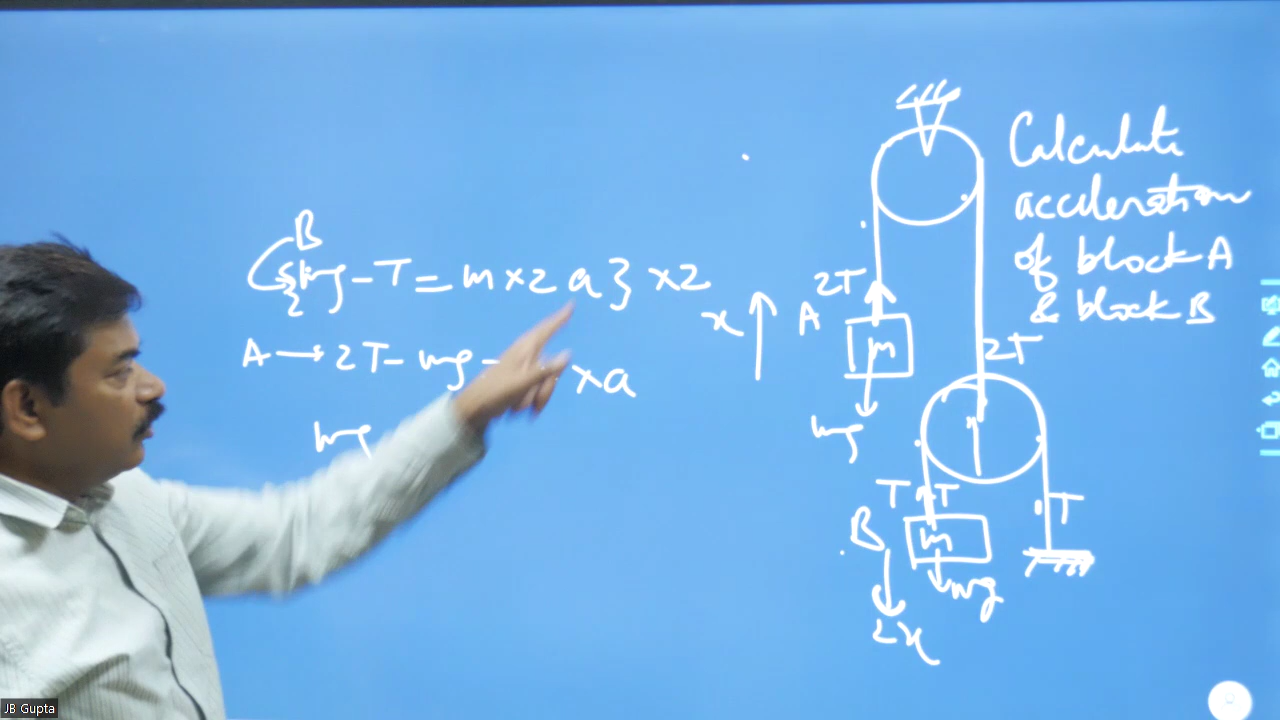 B
{mg - T = m × 2a} × 2
A → 2T - mg - × a
mg
Calculate
acceleration
of block A
& block B
2T
x
A
m
mg
2T
T
T
T
B
m
mg
2x
JB Gupta